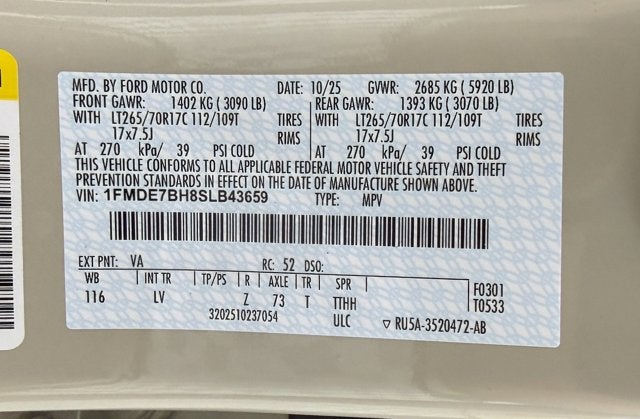 MFD. BY FORD MOTOR CO. DATE: 10/25 GVWR: 2685 KG ( 5920 LB)
FRONT GAWR: 1402 KG ( 3090 LB) REAR GAWR: 1393 KG ( 3070 LB)
WITH LT265/70R17C 112/109T TIRES WITH LT265/70R17C 112/109T TIRES
17x7.5J RIMS 17x7.5J RIMS
AT 270 kPa/ 39 PSI COLD AT 270 kPa/ 39 PSI COLD
THIS VEHICLE CONFORMS TO ALL APPLICABLE FEDERAL MOTOR VEHICLE SAFETY AND THEFT
PREVENTION STANDARDS IN EFFECT ON THE DATE OF MANUFACTURE SHOWN ABOVE.
VIN: 1FMDE7BH8SLB43659 TYPE: MPV
EXT PNT: VA RC: 52 DSO:
WB INT TR TP/PS R AXLE TR SPR F0301
116 LV Z 73 T TTHH T0533
3202510237054 ULC RU5A-3520472-AB